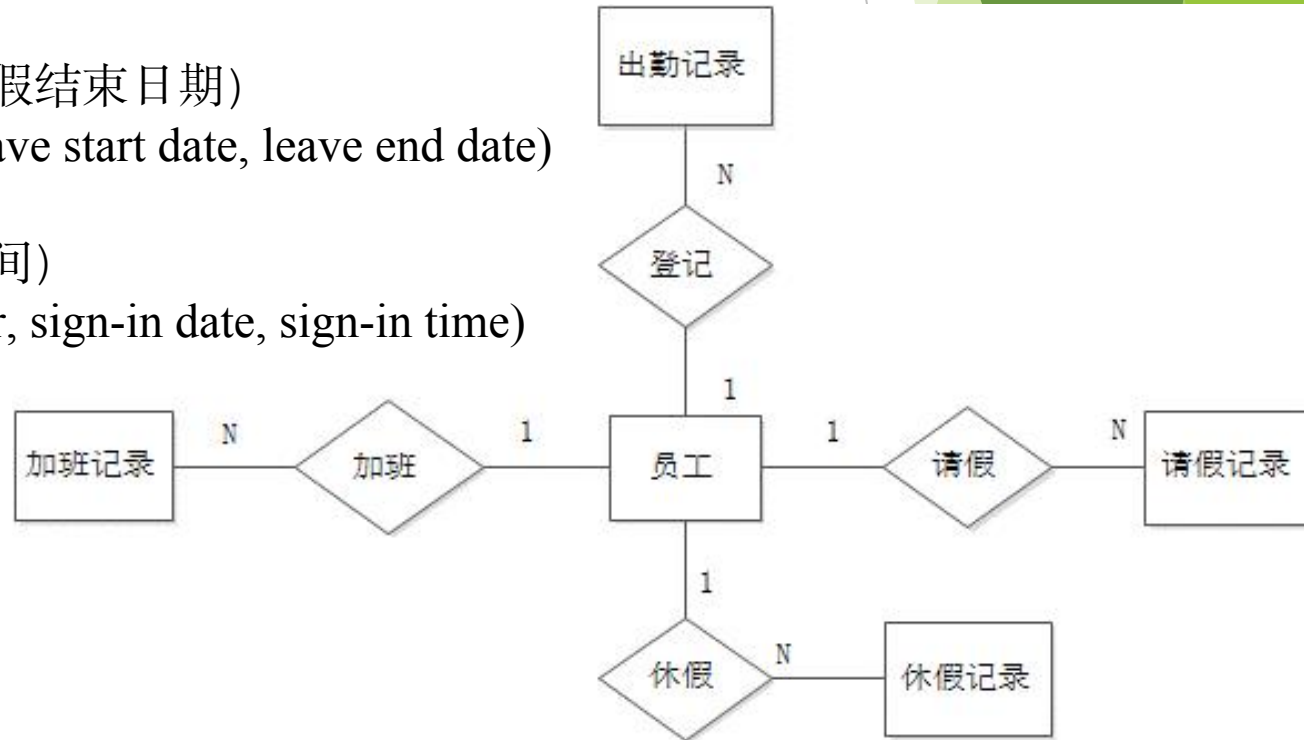 出勤记录
假结束日期)
ave start date, leave end date)
N
登记
间)
, sign-in date, sign-in time)
1
加班记录
N
加班
1
员工
1
请假
N
请假记录
1
休假
N
休假记录